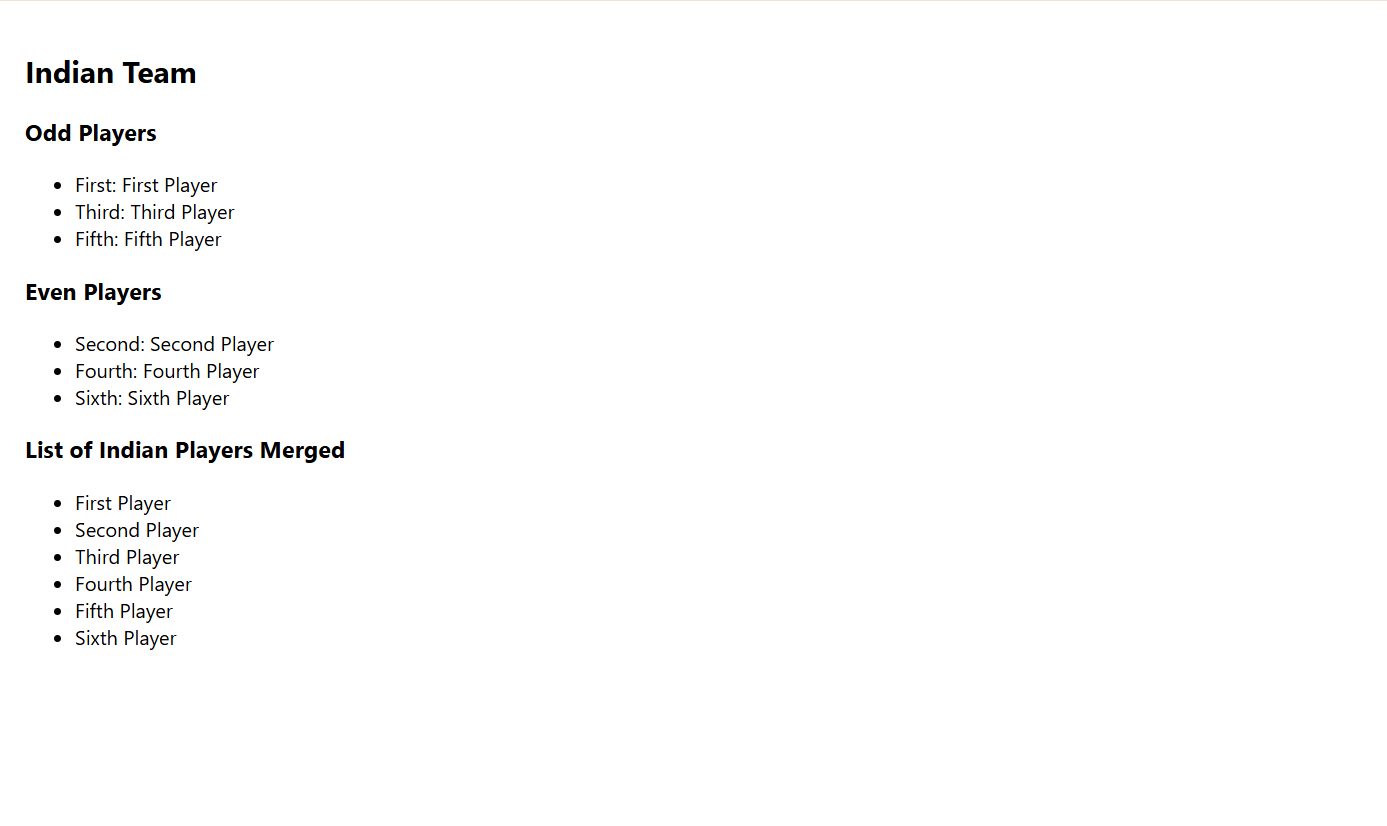 Indian Team
Odd Players
First: First Player
Third: Third Player
Fifth: Fifth Player
Even Players
Second: Second Player
Fourth: Fourth Player
Sixth: Sixth Player
List of Indian Players Merged
First Player
Second Player
Third Player
Fourth Player
Fifth Player
Sixth Player